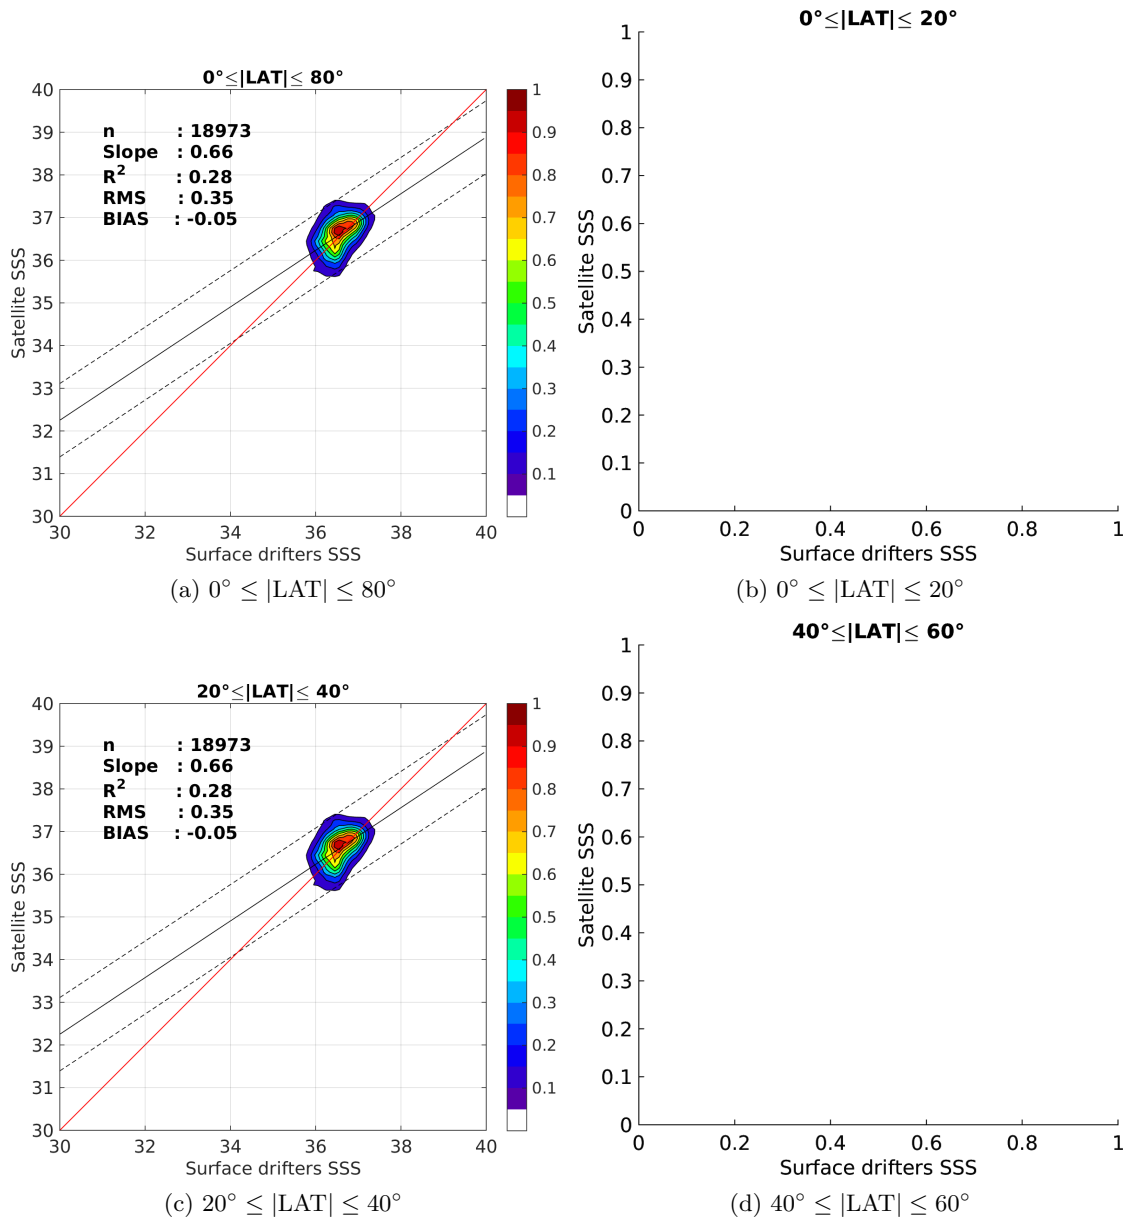 0°≤|LAT|≤ 80°
40
39
38
37
36
35
34
33
32
31
30
30 32 34 36 38 40
Satellite SSS
Surface drifters SSS
n : 18973
Slope : 0.66
R² : 0.28
RMS : 0.35
BIAS : -0.05
1
0.9
0.8
0.7
0.6
0.5
0.4
0.3
0.2
0.1
(a) 0° ≤ |LAT| ≤ 80°
0°≤|LAT|≤ 20°
1
0.9
0.8
0.7
0.6
0.5
0.4
0.3
0.2
0.1
0
0 0.2 0.4 0.6 0.8 1
Satellite SSS
Surface drifters SSS
(b) 0° ≤ |LAT| ≤ 20°
20°≤|LAT|≤ 40°
40
39
38
37
36
35
34
33
32
31
30
30 32 34 36 38 40
Satellite SSS
Surface drifters SSS
n : 18973
Slope : 0.66
R² : 0.28
RMS : 0.35
BIAS : -0.05
1
0.9
0.8
0.7
0.6
0.5
0.4
0.3
0.2
0.1
(c) 20° ≤ |LAT| ≤ 40°
40°≤|LAT|≤ 60°
1
0.9
0.8
0.7
0.6
0.5
0.4
0.3
0.2
0.1
0
0 0.2 0.4 0.6 0.8 1
Satellite SSS
Surface drifters SSS
(d) 40° ≤ |LAT| ≤ 60°